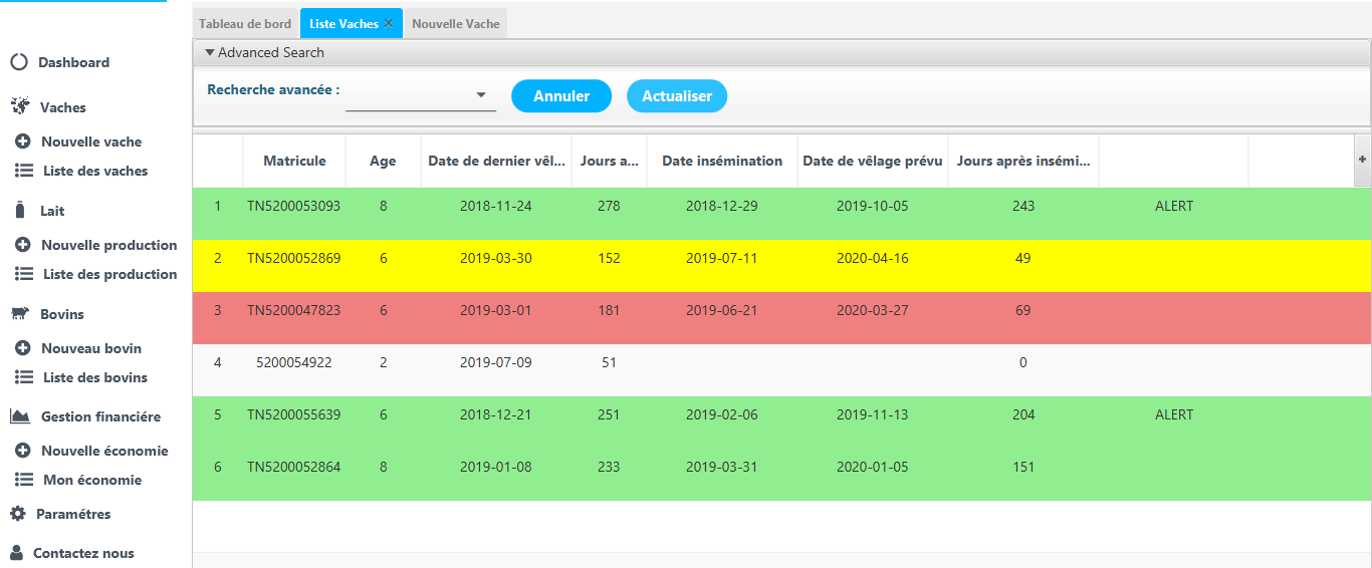 Tableau de bord Liste Vaches × Nouvelle Vache
Advanced Search
Recherche avancée : Annuler Actualiser
Dashboard
Vaches
Nouvelle vache
Liste des vaches
Lait
Nouvelle production
Liste des production
Bovins
Nouveau bovin
Liste des bovins
Gestion financiére
Nouvelle économie
Mon économie
Paramétres
Contactez nous
Matricule Age Date de dernier vêl... Jours a... Date insémination Date de vêlage prévu Jours après insémi... +
1 TN5200053093 8 2018-11-24 278 2018-12-29 2019-10-05 243 ALERT
2 TN5200052869 6 2019-03-30 152 2019-07-11 2020-04-16 49
3 TN5200047823 6 2019-03-01 181 2019-06-21 2020-03-27 69
4 5200054922 2 2019-07-09 51 0
5 TN5200055639 6 2018-12-21 251 2019-02-06 2019-11-13 204 ALERT
6 TN5200052864 8 2019-01-08 233 2019-03-31 2020-01-05 151